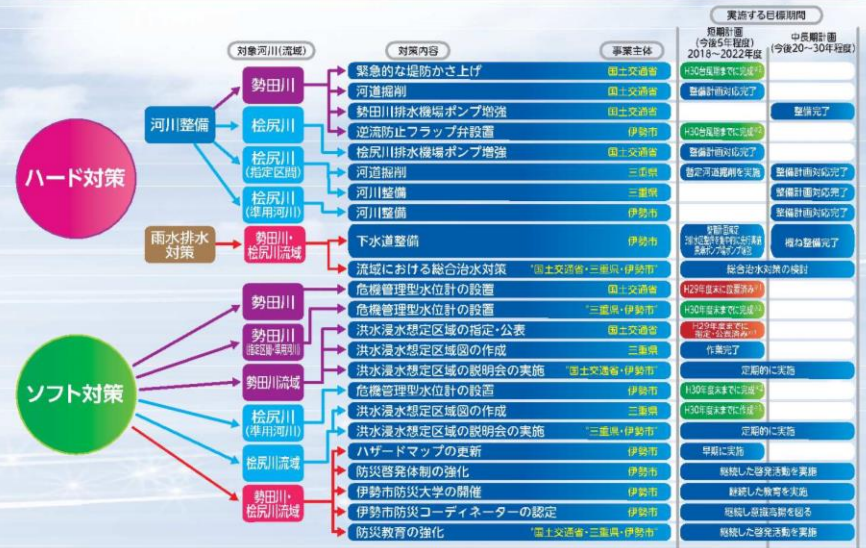 実施する目標期間
対象河川(流域)
対策内容
事業主体
短期計画
(今後5年程度)
2018〜2022年度
中長期計画
(今後20〜30年程度)
ハード対策
河川整備
勢田川
緊急的な堤防かさ上げ 国土交通省 H30台風期までに完成※2
河道掘削 国土交通省 整備計画対応完了
勢田川排水機場ポンプ増強 国土交通省 整備完了
逆流防止フラップ弁設置 伊勢市 H30台風期までに完成※2
桧尻川
桧尻川排水機場ポンプ増強 国土交通省 整備計画対応完了
桧尻川
(指定区間)
河道掘削 三重県 暫定河道掘削を実施 整備計画対応完了
河川整備 三重県 整備計画対応完了
桧尻川
(準用河川)
河川整備 伊勢市 整備計画対応完了
雨水排水
対策
勢田川・
桧尻川流域
下水道整備 伊勢市
概ね整備完了
流域における総合治水対策 "国土交通省・三重県・伊勢市" 総合治水対策の検討
ソフト対策
勢田川
危機管理型水位計の設置 国土交通省 H29年度末に設置済み※1
勢田川
(指定区間・準用河川)
危機管理型水位計の設置 "三重県・伊勢市" H30年度末までに完成※2
洪水浸水想定区域の指定・公表 国土交通省 H29年度末までに
指定・公表済み※1
洪水浸水想定区域図の作成 三重県 作業完了
勢田川流域
洪水浸水想定区域の説明会の実施 "国土交通省・伊勢市" 定期的に実施
桧尻川
(準用河川)
危機管理型水位計の設置 伊勢市 H30年度末までに完成※2
洪水浸水想定区域図の作成 三重県 H30年度末までに完成※2
桧尻川流域
洪水浸水想定区域の説明会の実施 "三重県・伊勢市" 定期的に実施
ハザードマップの更新 伊勢市 早期に実施
勢田川・
桧尻川流域
防災啓発体制の強化 伊勢市 継続した啓発活動を実施
伊勢市防災大学の開催 伊勢市 継続した教育を実施
伊勢市防災コーディネーターの認定 伊勢市 継続し意識高揚を図る
防災教育の強化 "国土交通省・三重県・伊勢市" 継続した啓発活動を実施